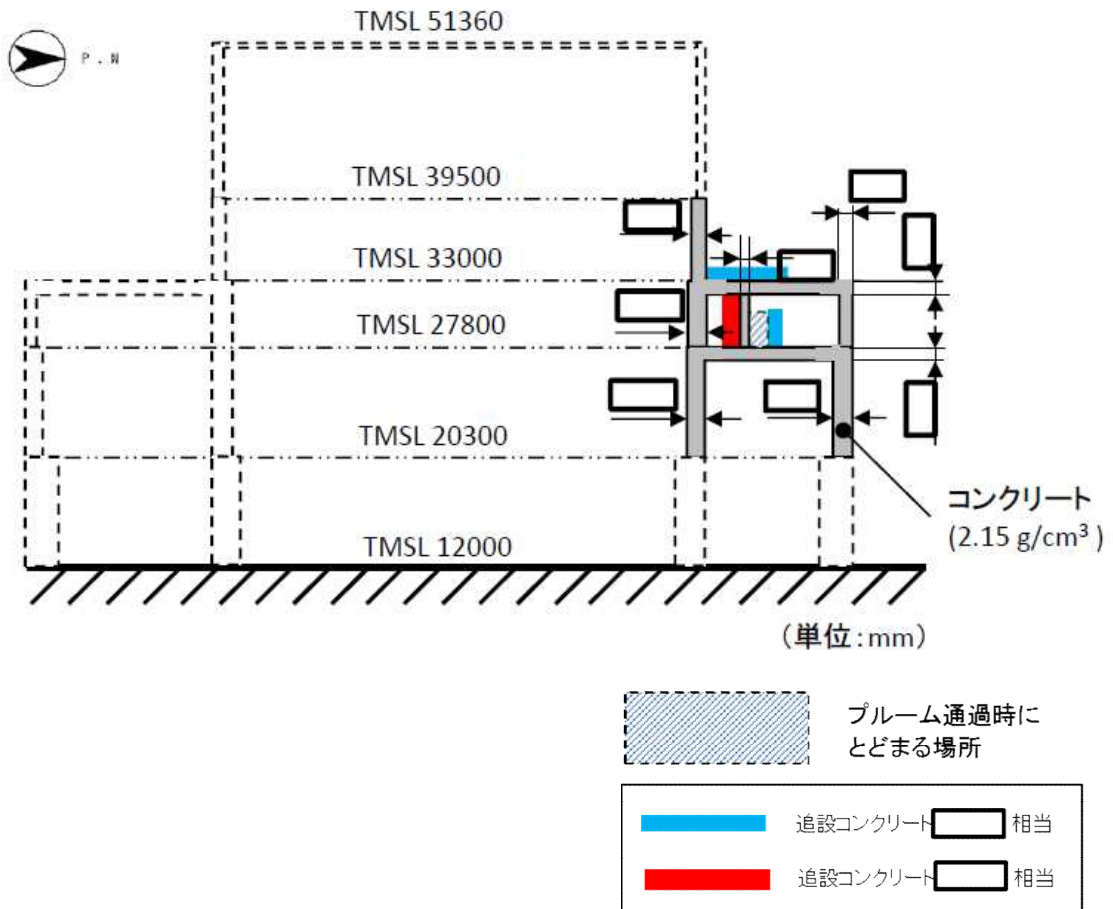 TMSL 51360
P.N
TMSL 39500
TMSL 33000
TMSL 27800
TMSL 20300
コンクリート
(2.15 g/cm³ )
TMSL 12000
(単位:mm)
プルーム通過時に
とどまる場所
追設コンクリート 相当
追設コンクリート 相当